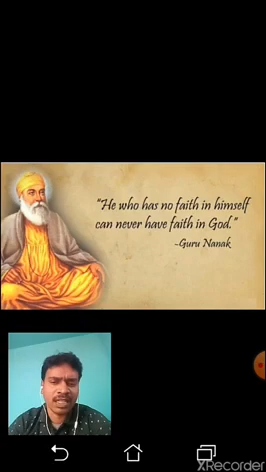 "He who has no faith in himself
can never have faith in God."
~Guru Nanak
XRecorder